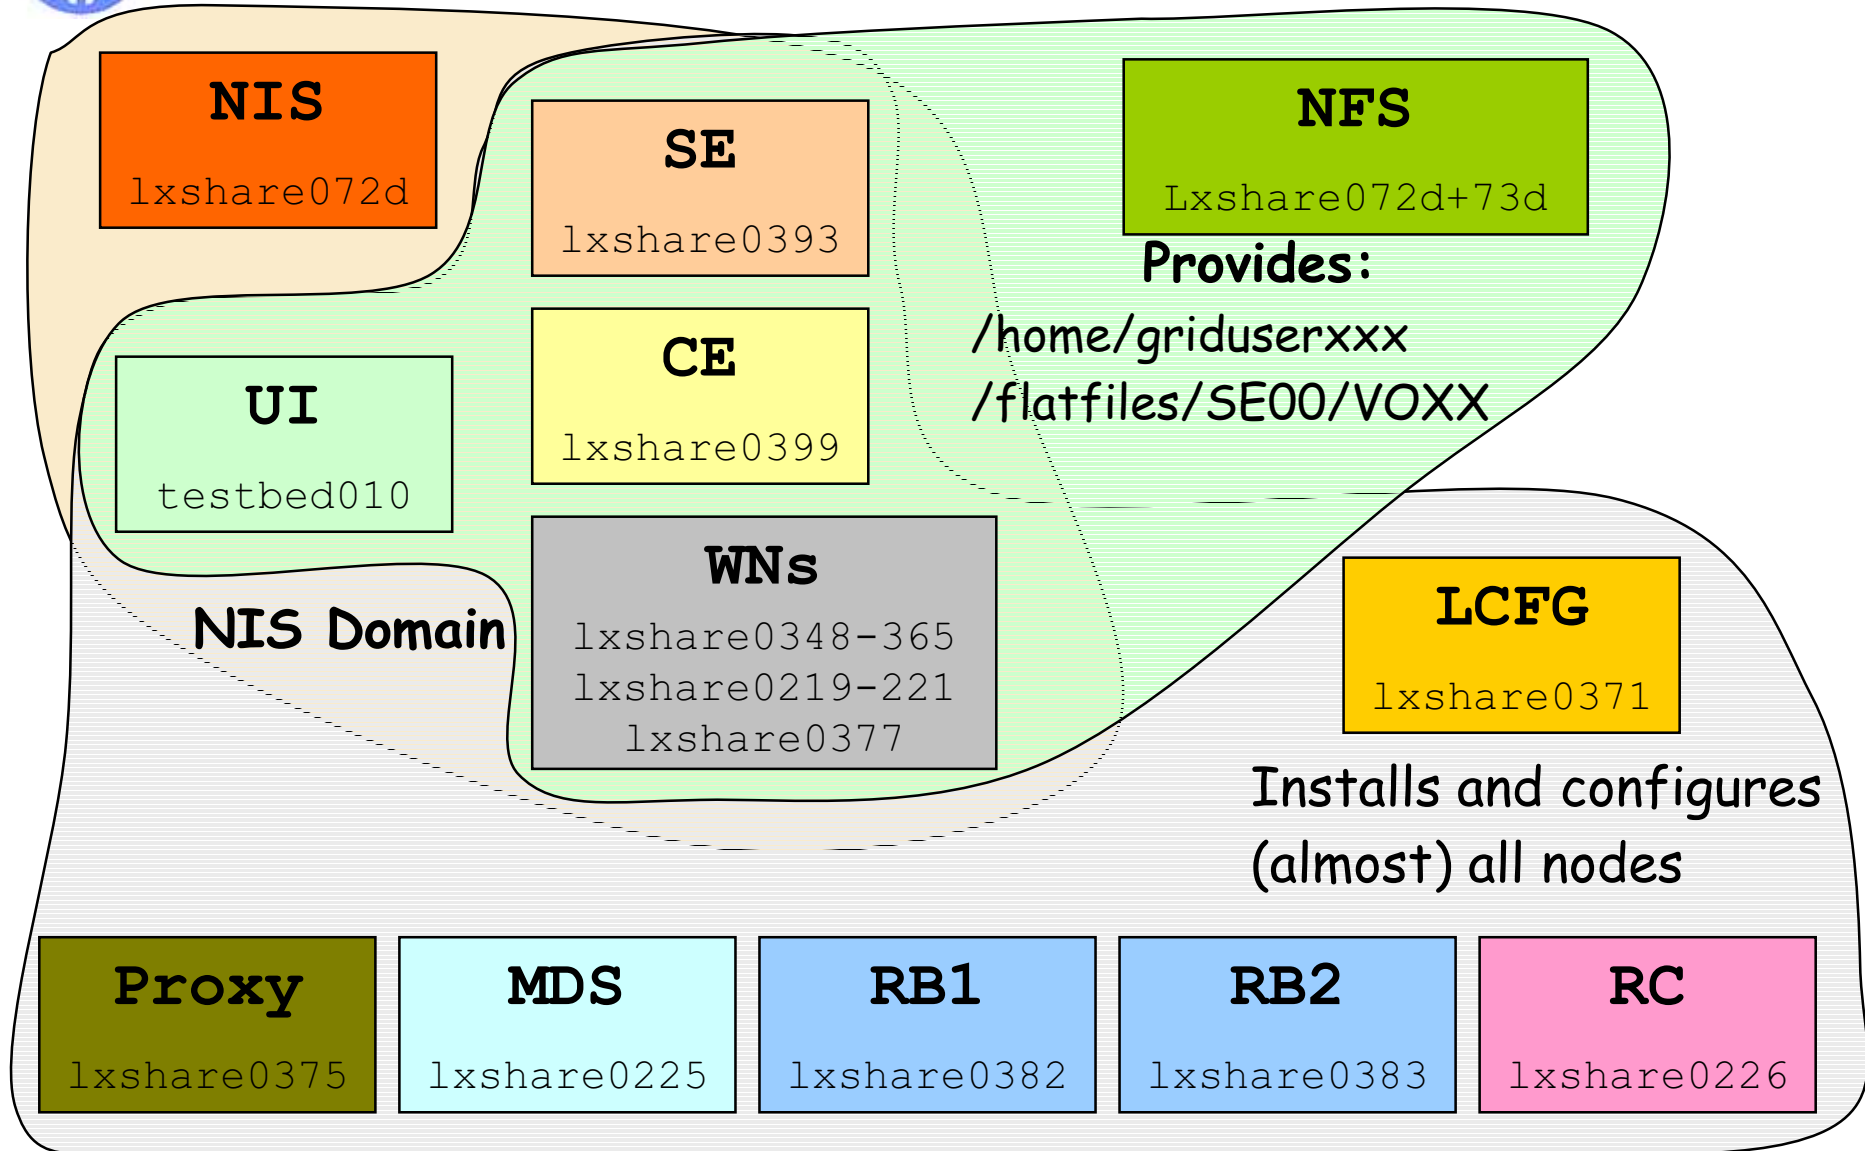 NIS
lxshare072d
SE
lxshare0393
NFS
Lxshare072d+73d
Provides:
/home/griduserxxx
/flatfiles/SE00/VOXX
CE
lxshare0399
UI
testbed010
WNs
lxshare0348-365
lxshare0219-221
lxshare0377
NIS Domain
LCFG
lxshare0371
Installs and configures
(almost) all nodes
Proxy
lxshare0375
MDS
lxshare0225
RB1
lxshare0382
RB2
lxshare0383
RC
lxshare0226